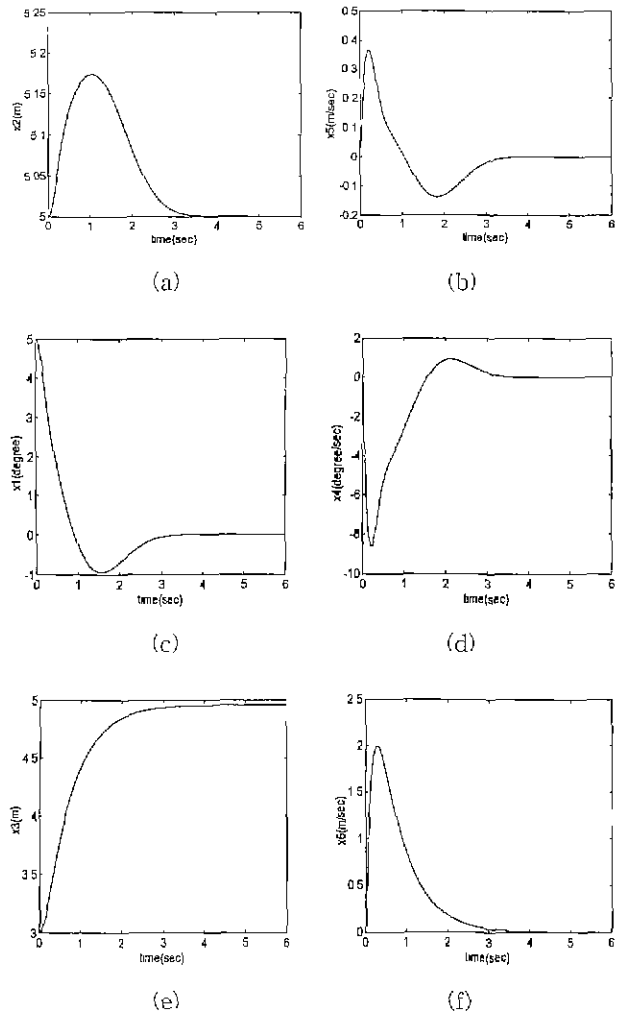 5 25
5 2
5 15
5 1
5 05
5
x2(m)
0 1 2 3 4 5 6
time(sec)
(a)
0.5
0.4
0.3
0.2
0.1
0
-0.1
-0.2
x5(m/sec)
0 1 2 3 4 5 6
time(sec)
(b)
5
4
3
2
1
0
-1
x1(degree)
0 1 2 3 4 5 6
time(sec)
(c)
2
0
-2
-4
-6
-8
-10
x4(degree/sec)
0 1 2 3 4 5 6
time(sec)
(d)
5
4 5
4
3 5
3
x3(m)
0 1 2 3 4 5 6
time(sec)
(e)
2 5
2
1 5
1
0 5
0
x6(m/sec)
0 1 2 3 4 5 6
time(sec)
(f)